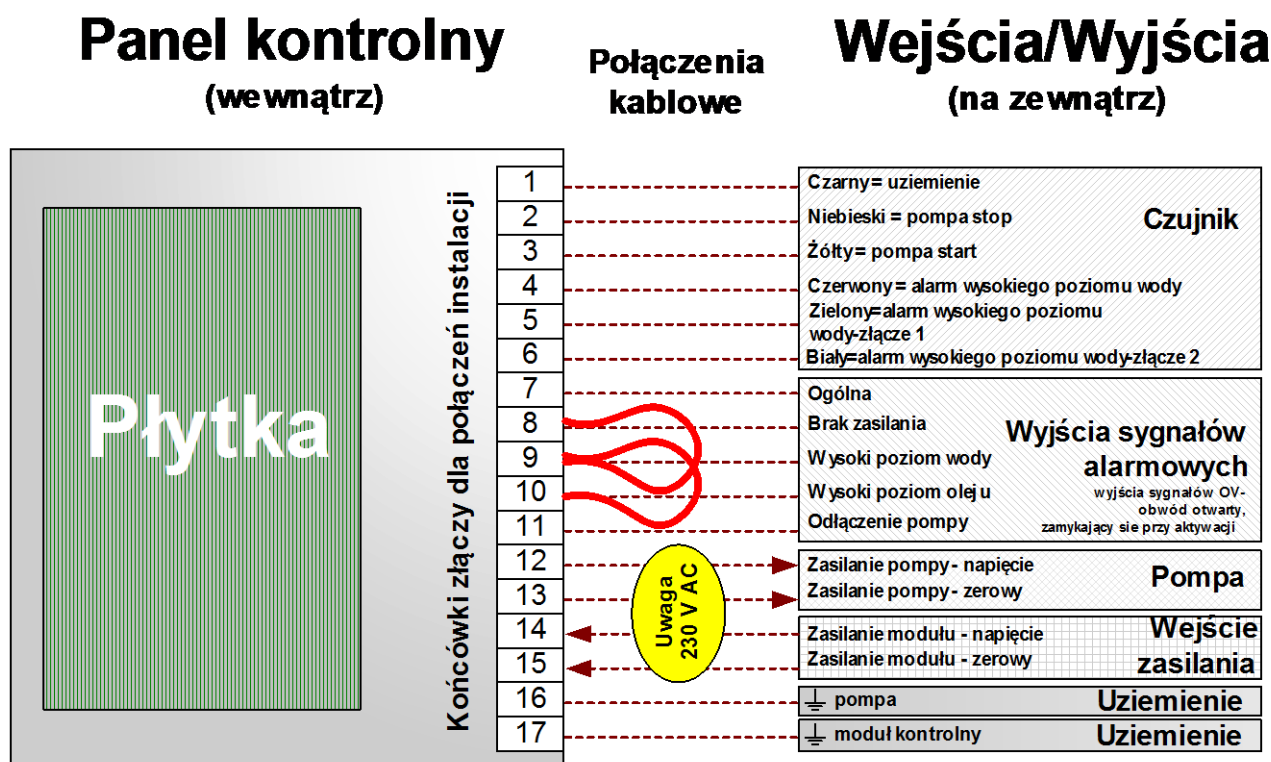 Panel kontrolny
(wewnątrz)
Połączenia
kablowe
Wejścia/Wyjścia
(na zewnątrz)
Płytka
Końcówki złączy dla połączeń instalacji
1
2
3
4
5
6
7
8
9
10
11
12
13
14
15
16
17
Uwaga
230 V AC
Czarny= uziemienie
Niebieski = pompa stop
Żółty= pompa start
Czerwony = alarm wysokiego poziomu wody
Zielony=alarm wysokiego poziomu
wody-złącze 1
Biały=alarm wysokiego poziomu wody-złącze 2
Czujnik
Ogólna
Brak zasilania
Wysoki poziom wody
Wysoki poziom oleju
Odłączenie pompy
Wyjścia sygnałów
alarmowych
wyjścia sygnałów OV-
obwód otwarty,
zamykający sie przy aktywacji
Zasilanie pompy - napięcie
Zasilanie pompy - zerowy
Pompa
Zasilanie modułu - napięcie
Zasilanie modułu - zerowy
Wejście
zasilania
pompa
Uziemienie
moduł kontrolny
Uziemienie